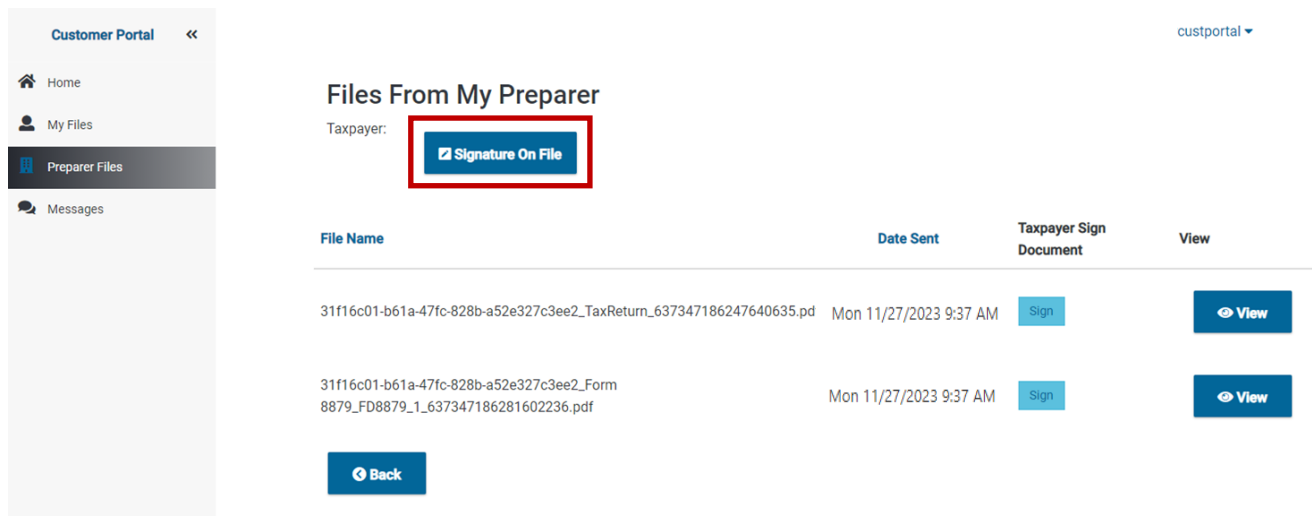 Customer Portal
custportal
Home
My Files
Preparer Files
Messages
Files From My Preparer
Taxpayer:
Signature On File
File Name Date Sent Taxpayer Sign Document View
31f16c01-b61a-47fc-828b-a52e327c3ee2_TaxReturn_637347186247640635.pd Mon 11/27/2023 9:37 AM Sign View
31f16c01-b61a-47fc-828b-a52e327c3ee2_Form
8879_FD8879_1_637347186281602236.pdf Mon 11/27/2023 9:37 AM Sign View
Back